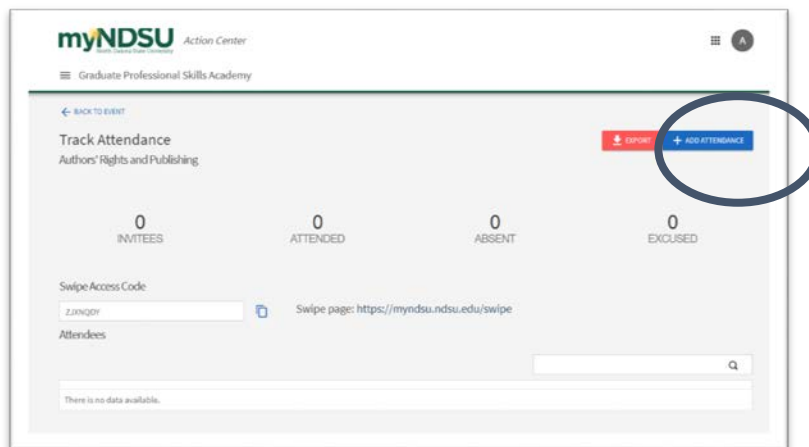 myNDSU Action Center
North Dakota State University
A
Graduate Professional Skills Academy
BACK TO EVENT
Track Attendance
EXPORT + ADD ATTENDANCE
Authors' Rights and Publishing
0 0 0 0
INVITEES ATTENDED ABSENT EXCUSED
Swipe Access Code
ZJXNQDY Swipe page: https://myndsu.ndsu.edu/swipe
Attendees
There is no data available.